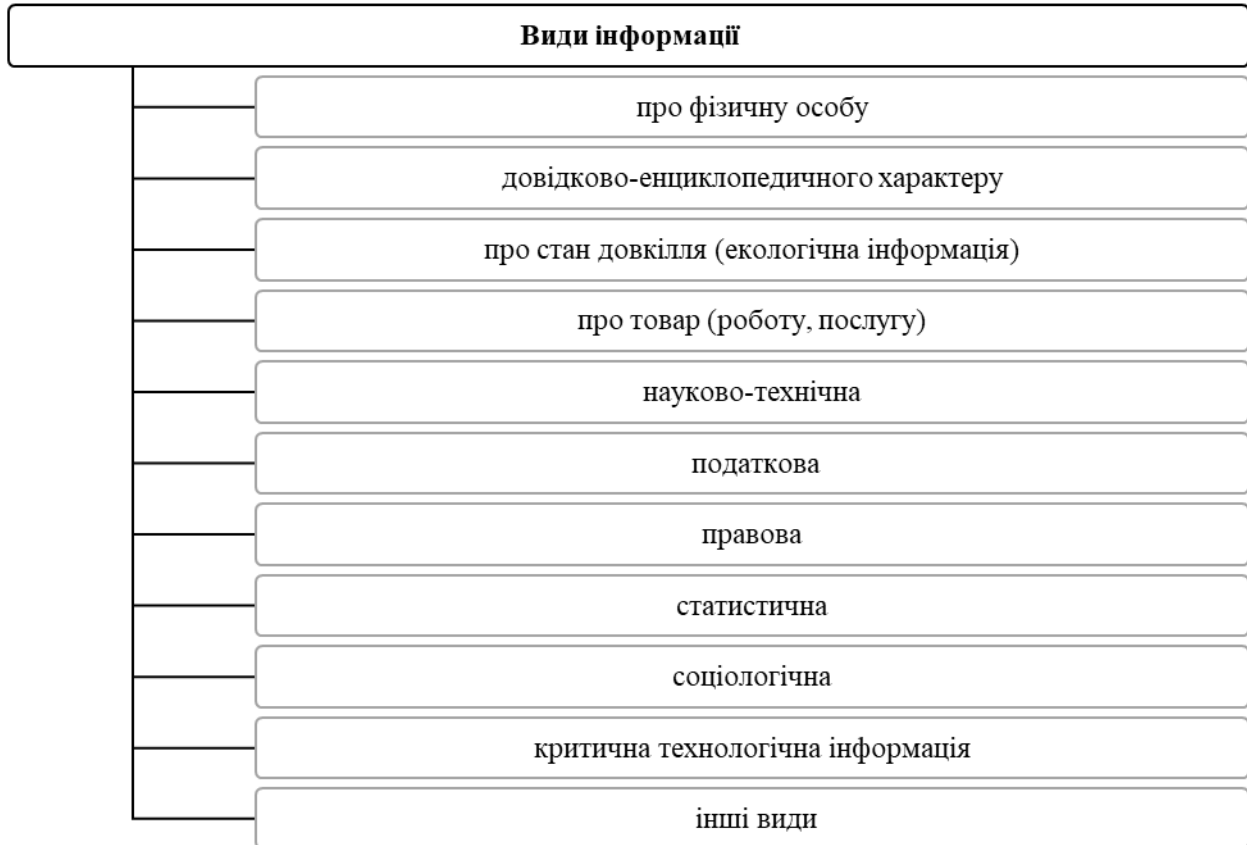 Види інформації
про фізичну особу
довідково-енциклопедичного характеру
про стан довкілля (екологічна інформація)
про товар (роботу, послугу)
науково-технічна
податкова
правова
статистична
соціологічна
критична технологічна інформація
інші види